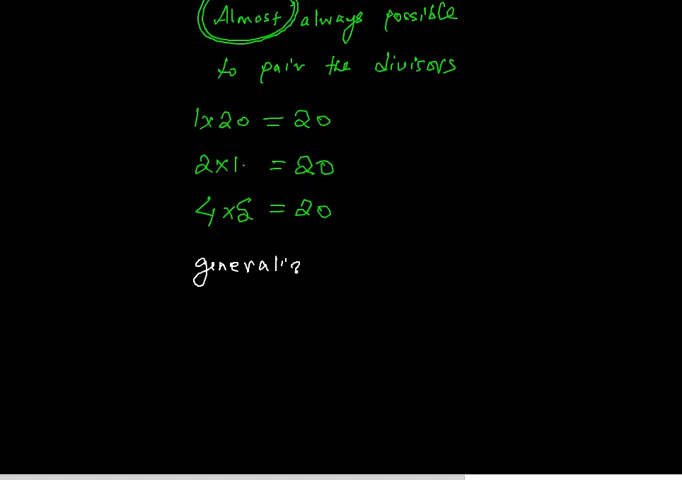 Almost always possible
to pair the divisors
1x20 = 20
2x1. = 20
4x5 = 20
generali